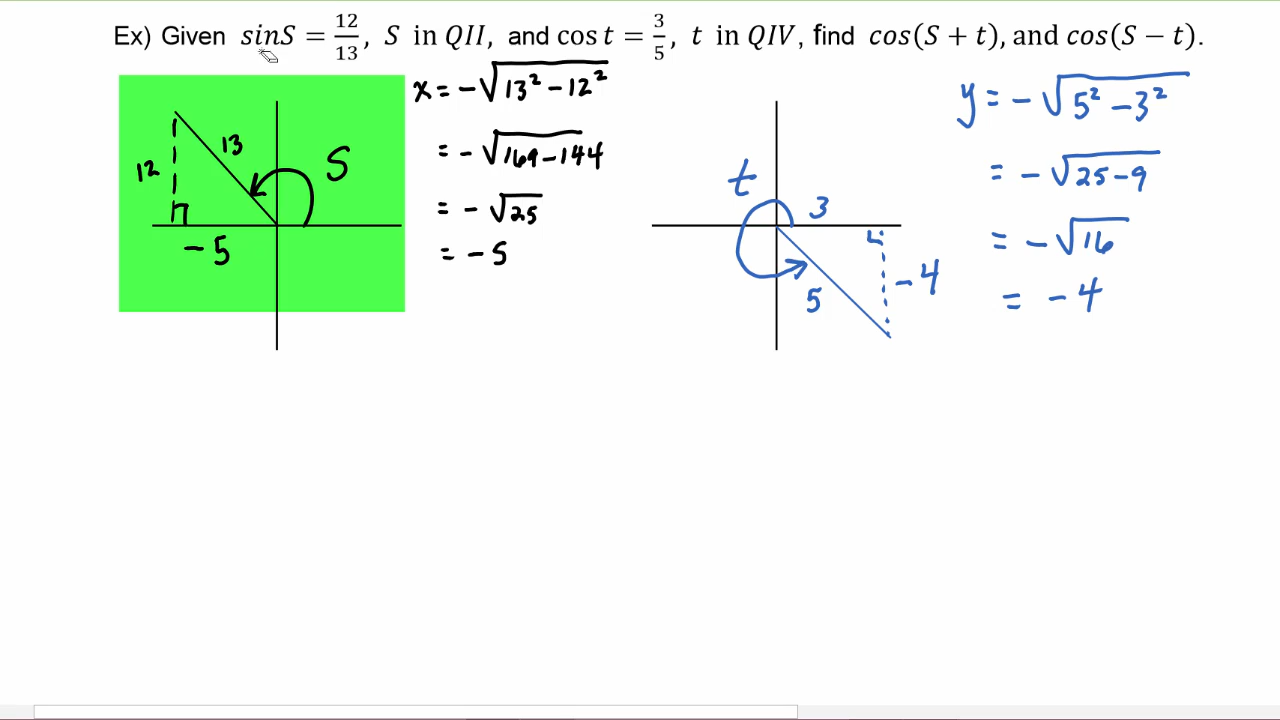 Ex) Given sinS = 12/13, S in QII, and cos t = 3/5, t in QIV, find cos(S + t), and cos(S − t).
12
13
S
-5
x = -√(13² - 12²)
= -√(169-144)
= -√25
= -5
t
3
5
-4
y = -√(5² - 3²)
= -√(25-9)
= -√16
= -4